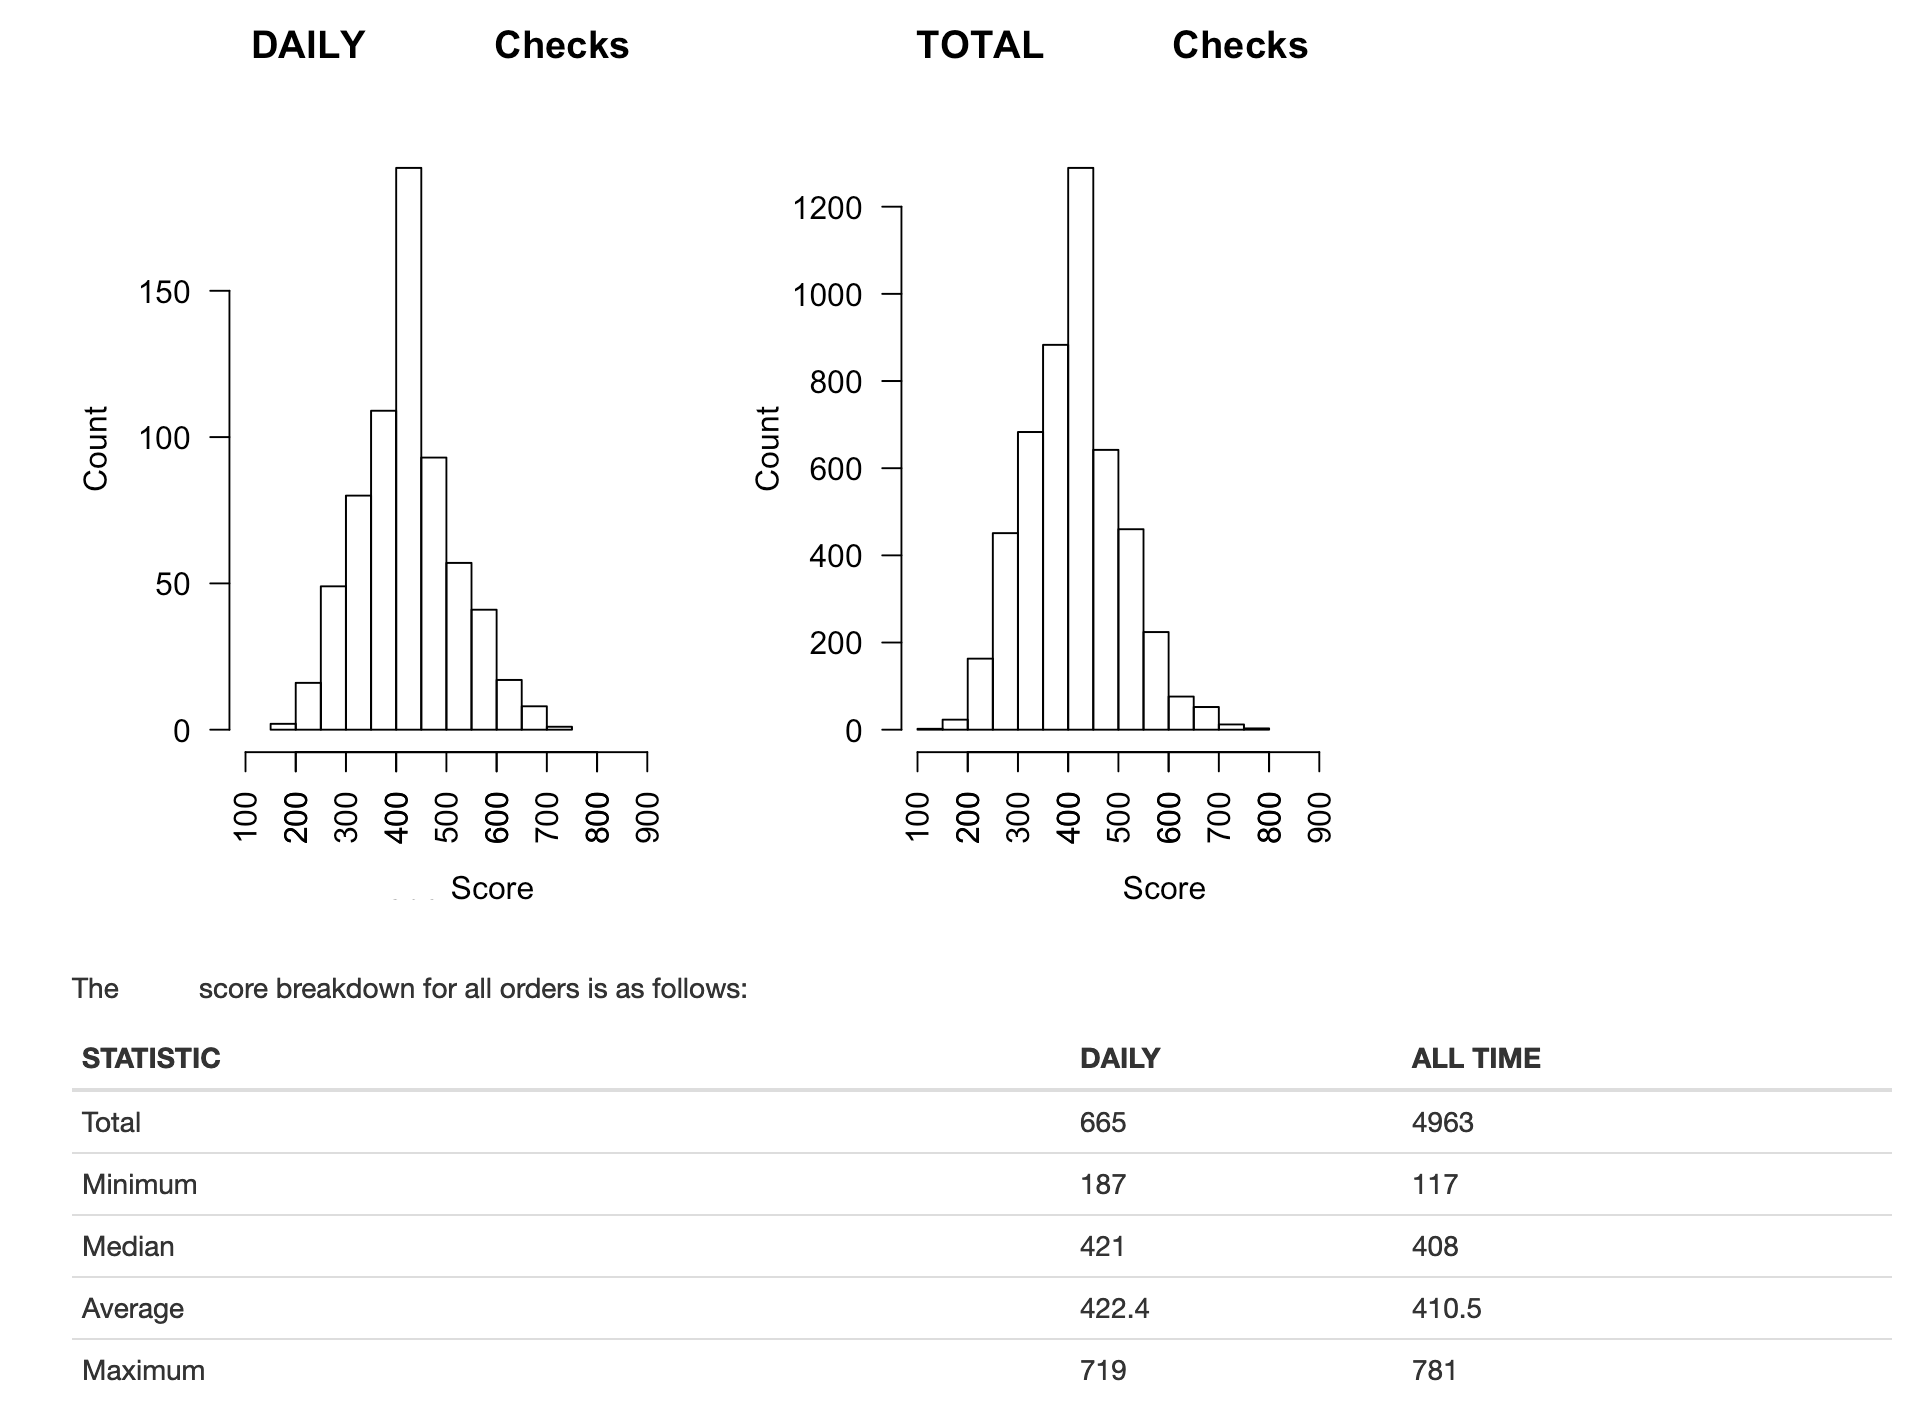 DAILY Checks
TOTAL Checks
150
100
50
0
Count
100 200 300 400 500 600 700 800 900
Score
1200
1000
800
600
400
200
0
Count
100 200 300 400 500 600 700 800 900
Score
The score breakdown for all orders is as follows:
STATISTIC DAILY ALL TIME
Total 665 4963
Minimum 187 117
Median 421 408
Average 422.4 410.5
Maximum 719 781